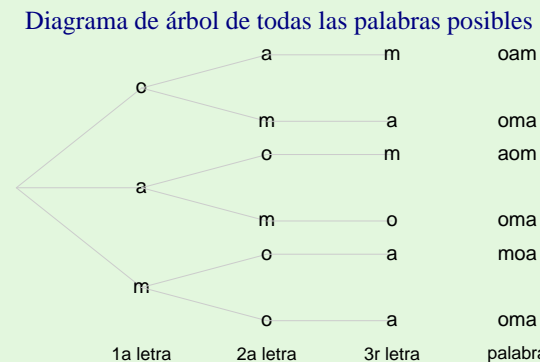 Diagrama de árbol de todas las palabras posibles
a m oam
o
m a oma
o m aom
a
m o oma
o a moa
m
o a oma
1a letra 2a letra 3r letra palabra